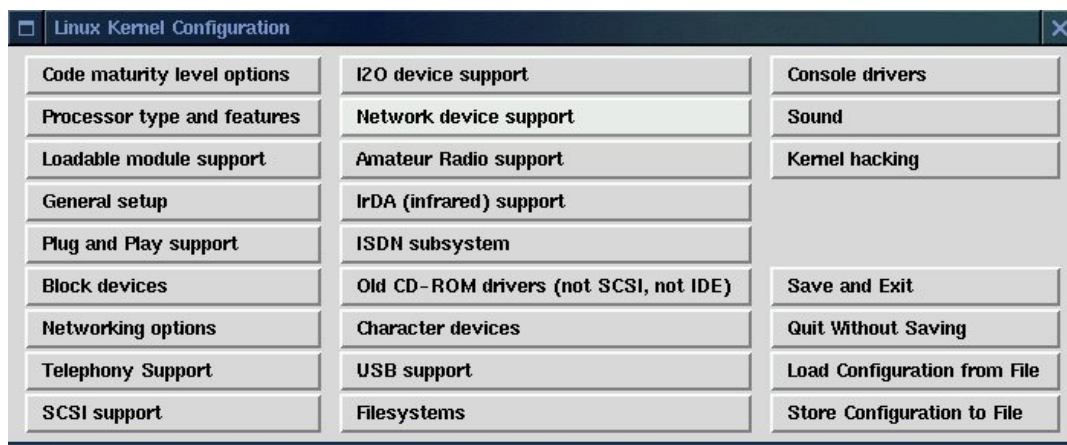 Linux Kernel Configuration
Code maturity level options
Processor type and features
Loadable module support
General setup
Plug and Play support
Block devices
Networking options
Telephony Support
SCSI support
I2O device support
Network device support
Amateur Radio support
IrDA (infrared) support
ISDN subsystem
Old CD-ROM drivers (not SCSI, not IDE)
Character devices
USB support
Filesystems
Console drivers
Sound
Kernel hacking
Save and Exit
Quit Without Saving
Load Configuration from File
Store Configuration to File